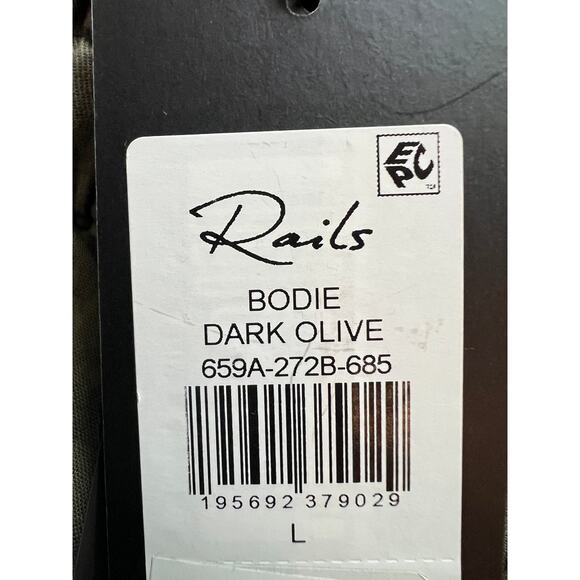 EPC
Rails
BODIE
DARK OLIVE
659A-272B-685
195692 379029
L